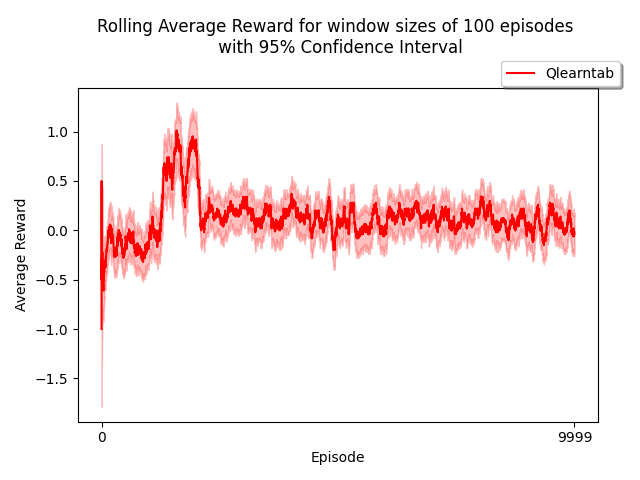 Rolling Average Reward for window sizes of 100 episodes
with 95% Confidence Interval
Qlearntab
Average Reward
1.0
0.5
0.0
−0.5
−1.0
−1.5
0
9999
Episode